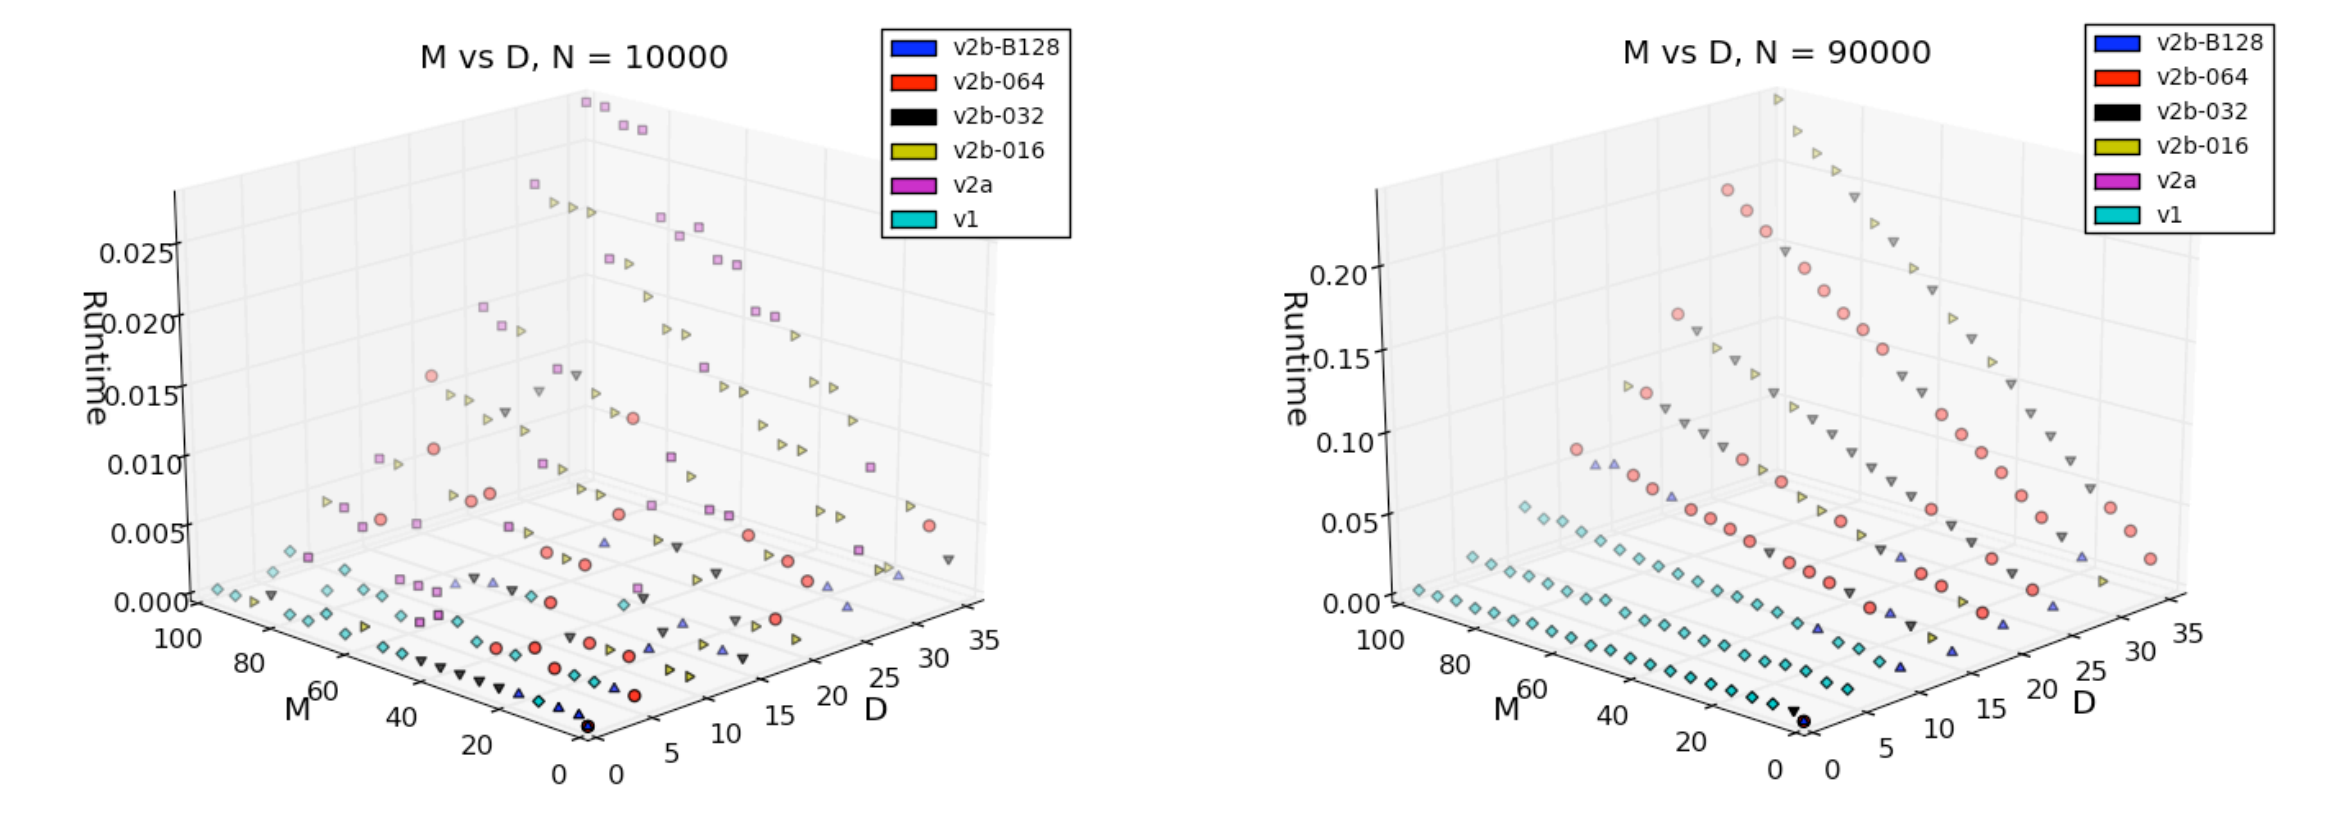 M vs D, N = 10000
v2b-B128
v2b-064
v2b-032
v2b-016
v2a
v1
Runtime
0.025
0.020
0.015
0.010
0.005
0.000
100
80
60
40
20
0
M
0
5
10
15
20
25
30
35
D
M vs D, N = 90000
v2b-B128
v2b-064
v2b-032
v2b-016
v2a
v1
Runtime
0.20
0.15
0.10
0.05
0.00
100
80
60
40
20
0
M
0
5
10
15
20
25
30
35
D